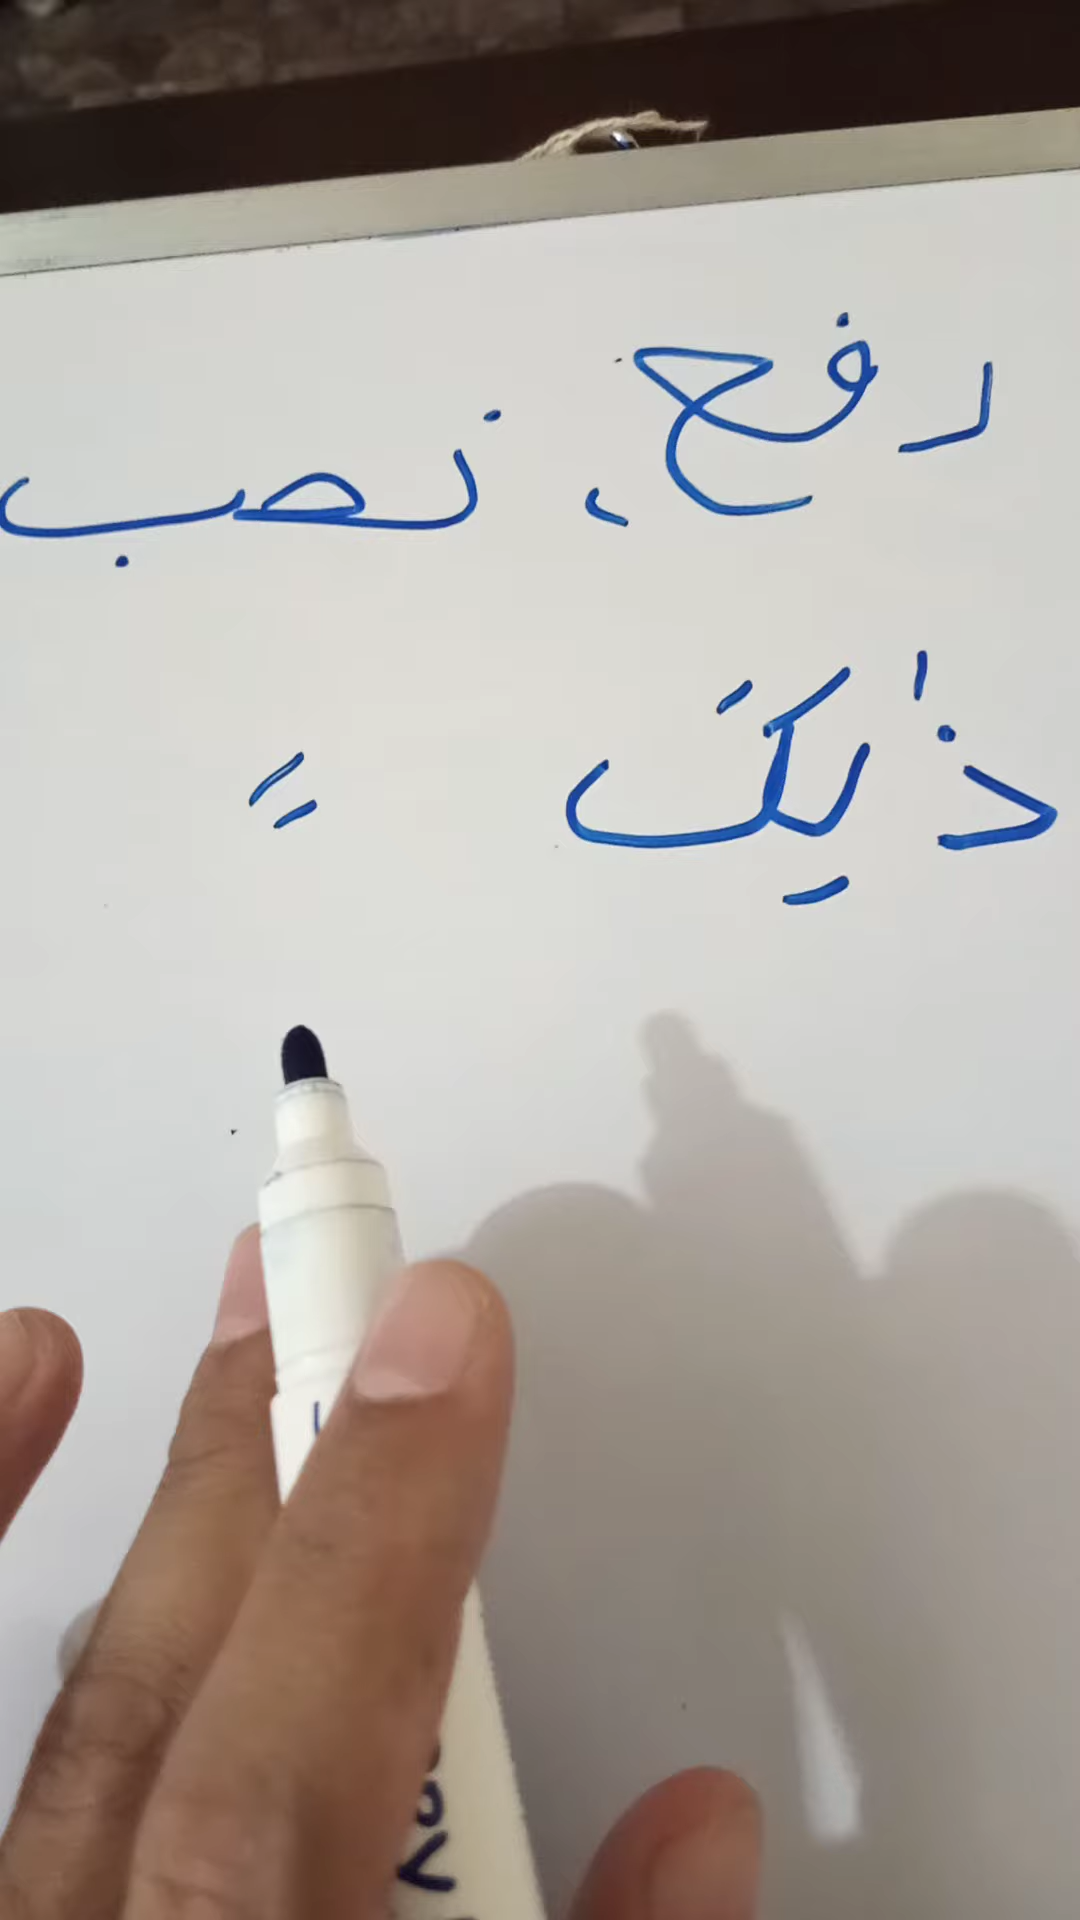 رفع، نصب
ذٰلِكَ =